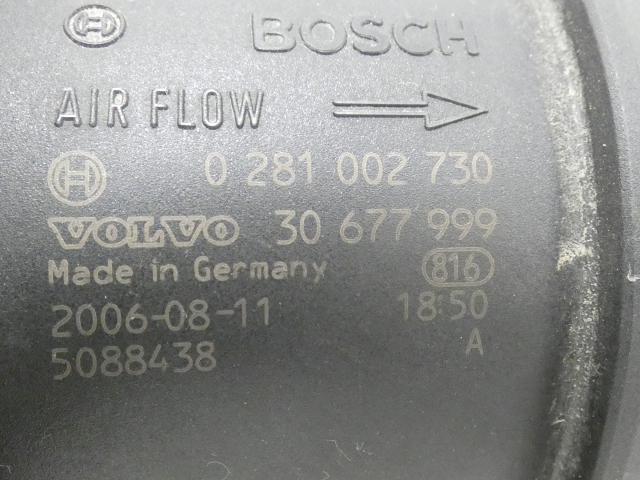 BOSCH
AIR FLOW
0 281 002 730
VOLVO 30 677 999
Made in Germany 816
2006-08-11 18:50
5088438 A